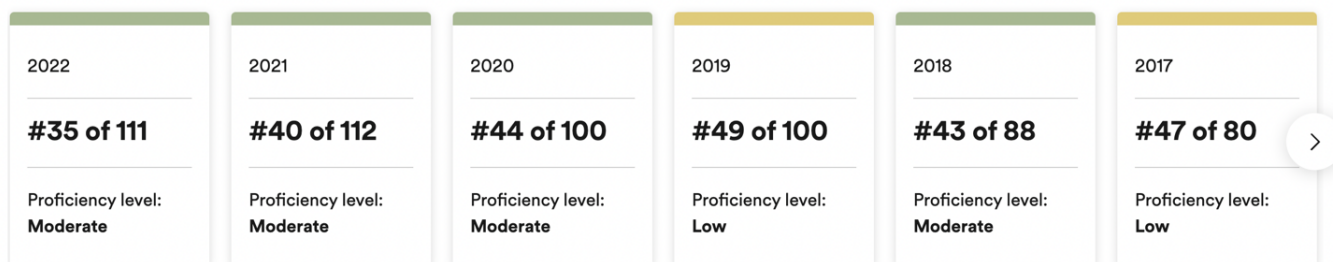 2022
#35 of 111
Proficiency level:
Moderate
2021
#40 of 112
Proficiency level:
Moderate
2020
#44 of 100
Proficiency level:
Moderate
2019
#49 of 100
Proficiency level:
Low
2018
#43 of 88
Proficiency level:
Moderate
2017
#47 of 80
Proficiency level:
Low